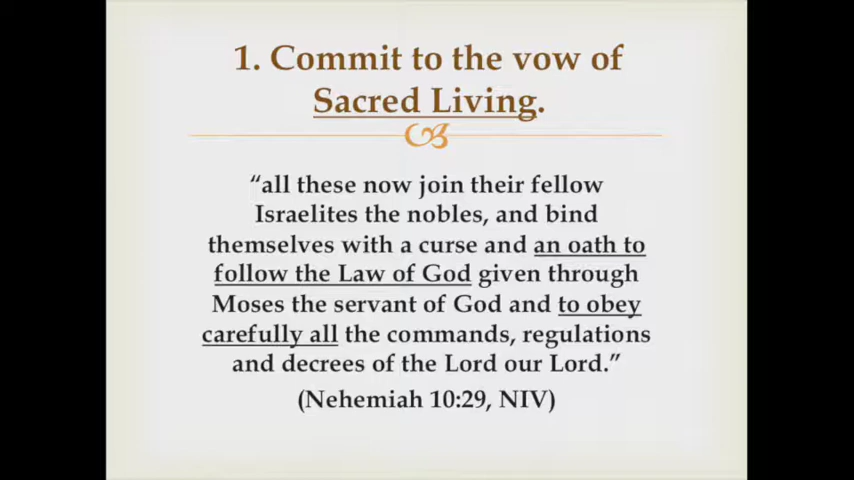 1. Commit to the vow of
Sacred Living.
“all these now join their fellow
Israelites the nobles, and bind
themselves with a curse and an oath to
follow the Law of God given through
Moses the servant of God and to obey
carefully all the commands, regulations
and decrees of the Lord our Lord.”
(Nehemiah 10:29, NIV)